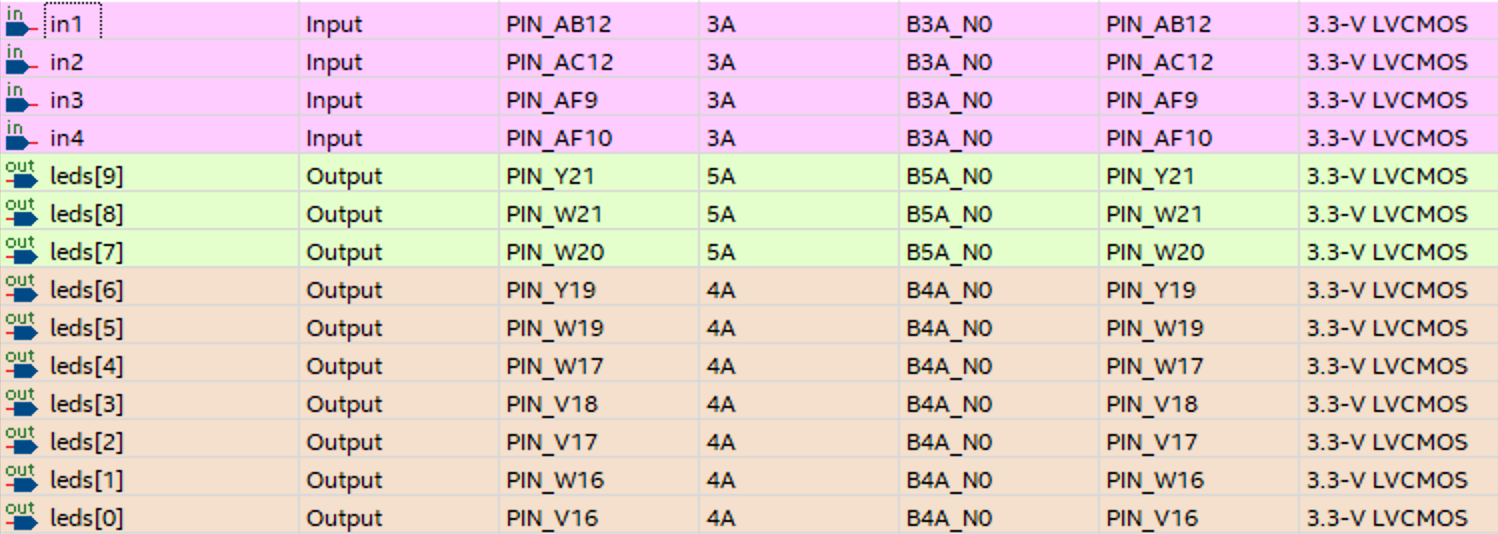 in in1 Input PIN_AB12 3A B3A_N0 PIN_AB12 3.3-V LVCMOS
in in2 Input PIN_AC12 3A B3A_N0 PIN_AC12 3.3-V LVCMOS
in in3 Input PIN_AF9 3A B3A_N0 PIN_AF9 3.3-V LVCMOS
in in4 Input PIN_AF10 3A B3A_N0 PIN_AF10 3.3-V LVCMOS
out leds[9] Output PIN_Y21 5A B5A_N0 PIN_Y21 3.3-V LVCMOS
out leds[8] Output PIN_W21 5A B5A_N0 PIN_W21 3.3-V LVCMOS
out leds[7] Output PIN_W20 5A B5A_N0 PIN_W20 3.3-V LVCMOS
out leds[6] Output PIN_Y19 4A B4A_N0 PIN_Y19 3.3-V LVCMOS
out leds[5] Output PIN_W19 4A B4A_N0 PIN_W19 3.3-V LVCMOS
out leds[4] Output PIN_W17 4A B4A_N0 PIN_W17 3.3-V LVCMOS
out leds[3] Output PIN_V18 4A B4A_N0 PIN_V18 3.3-V LVCMOS
out leds[2] Output PIN_V17 4A B4A_N0 PIN_V17 3.3-V LVCMOS
out leds[1] Output PIN_W16 4A B4A_N0 PIN_W16 3.3-V LVCMOS
out leds[0] Output PIN_V16 4A B4A_N0 PIN_V16 3.3-V LVCMOS